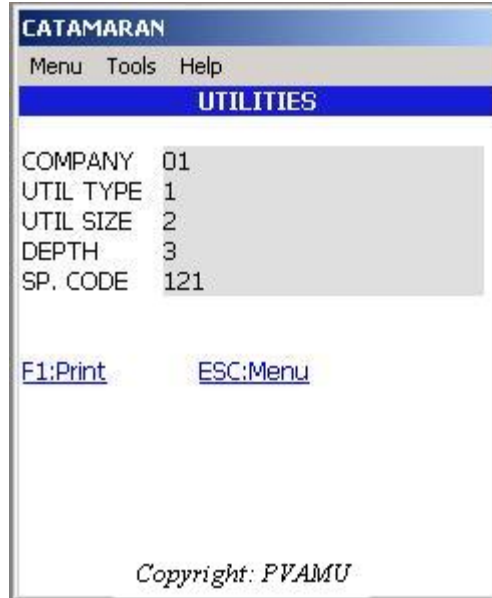 CATAMARAN
Menu Tools Help
UTILITIES
COMPANY 01
UTIL TYPE 1
UTIL SIZE 2
DEPTH 3
SP. CODE 121
F1:Print ESC:Menu
Copyright: PVAMU